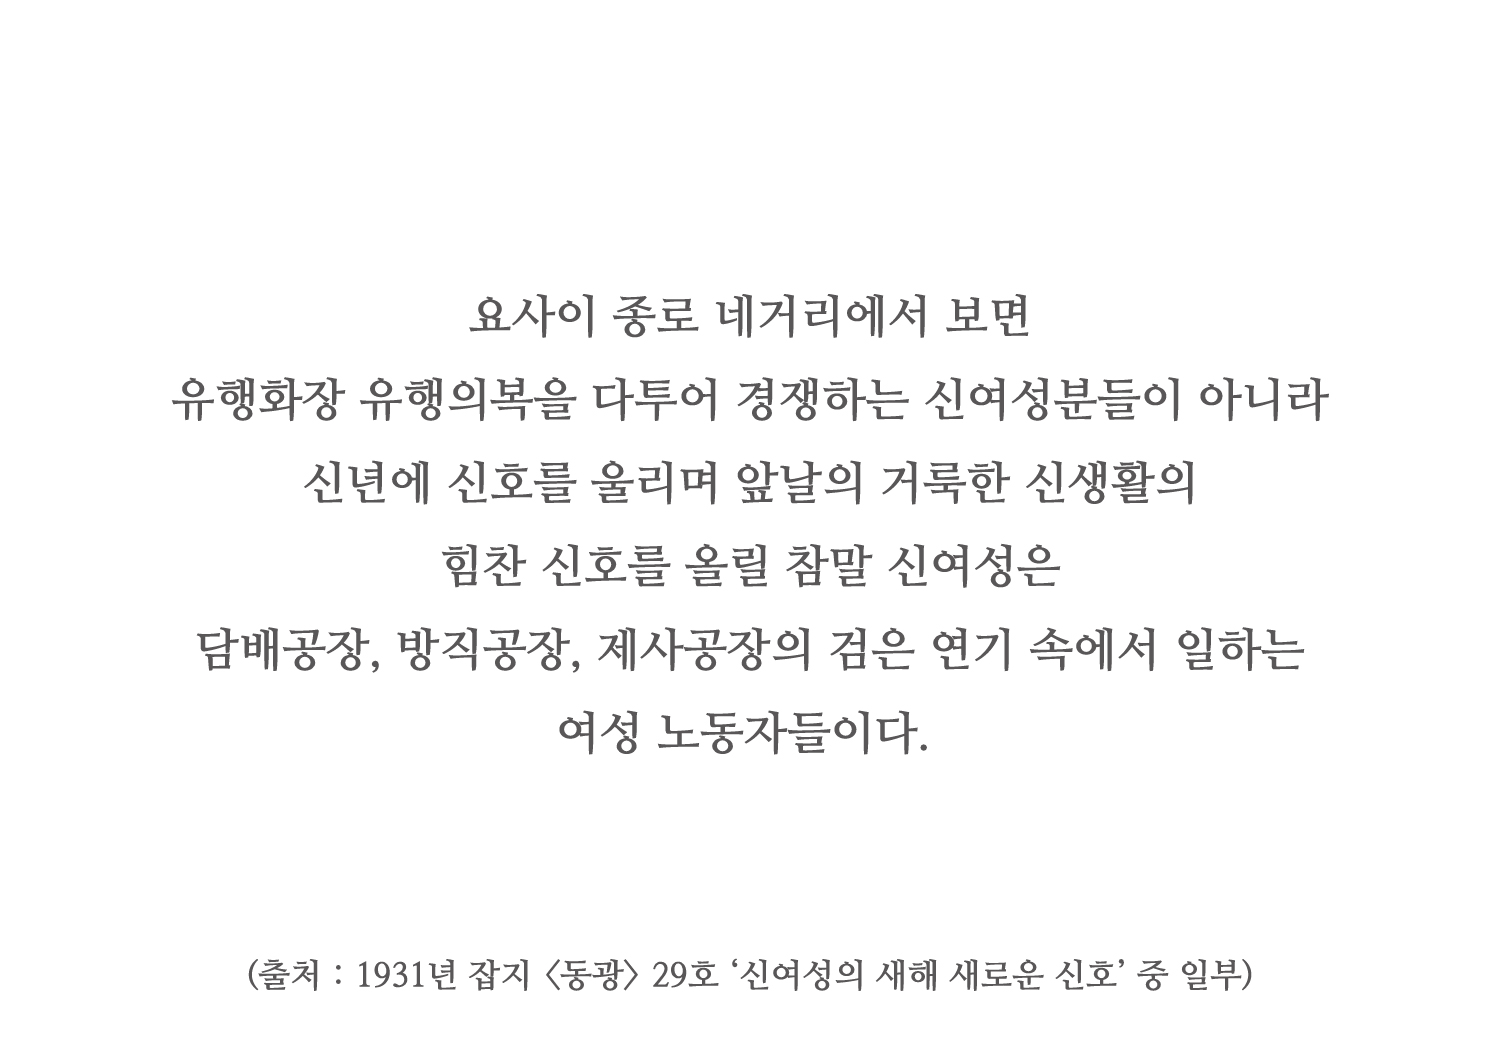 요사이 종로 네거리에서 보면
유행화장 유행의복을 다투어 경쟁하는 신여성분들이 아니라
신년에 신호를 울리며 앞날의 거룩한 신생활의
힘찬 신호를 올릴 참말 신여성은
담배공장, 방직공장, 제사공장의 검은 연기 속에서 일하는
여성 노동자들이다.
(출처 : 1931년 잡지 〈동광〉 29호 ‘신여성의 새해 새로운 신호’ 중 일부)